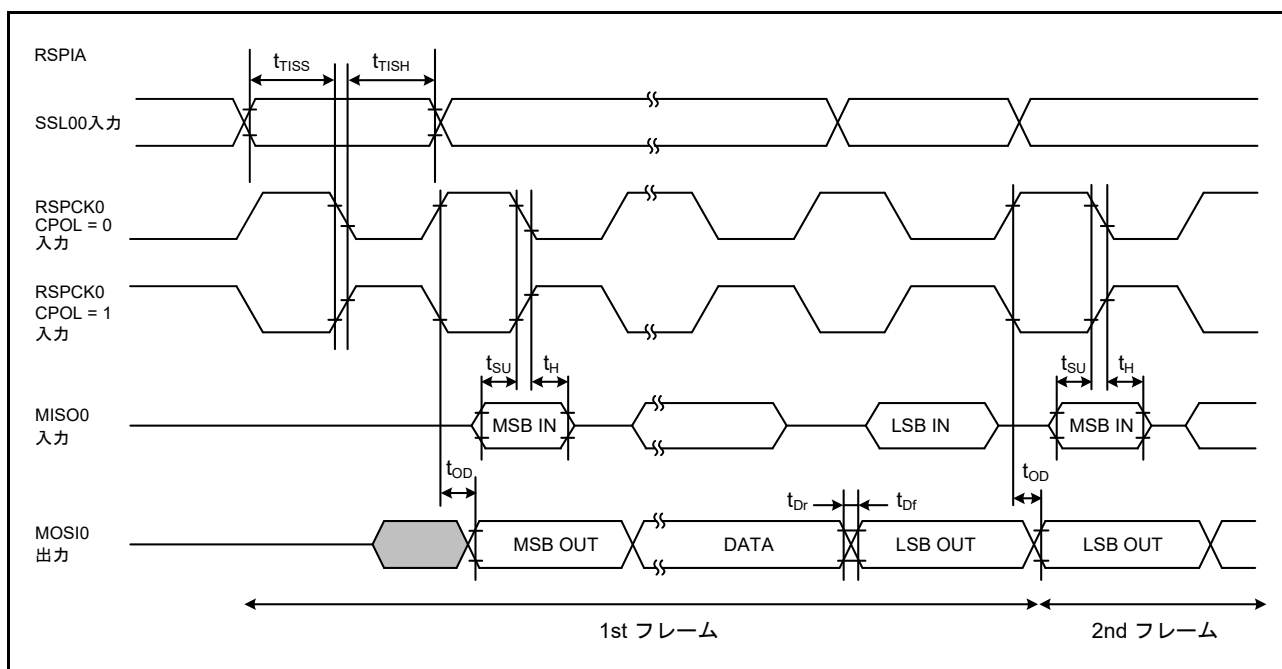 RSPIA
tTISS
tTISH
SSL00入力
RSPCK0
CPOL = 0
入力
RSPCK0
CPOL = 1
入力
tSU
tH
tSU
tH
MISO0
入力
MSB IN
LSB IN
MSB IN
tOD
tOD
tDr
tDf
MOSI0
出力
MSB OUT
DATA
LSB OUT
LSB OUT
1st フレーム
2nd フレーム